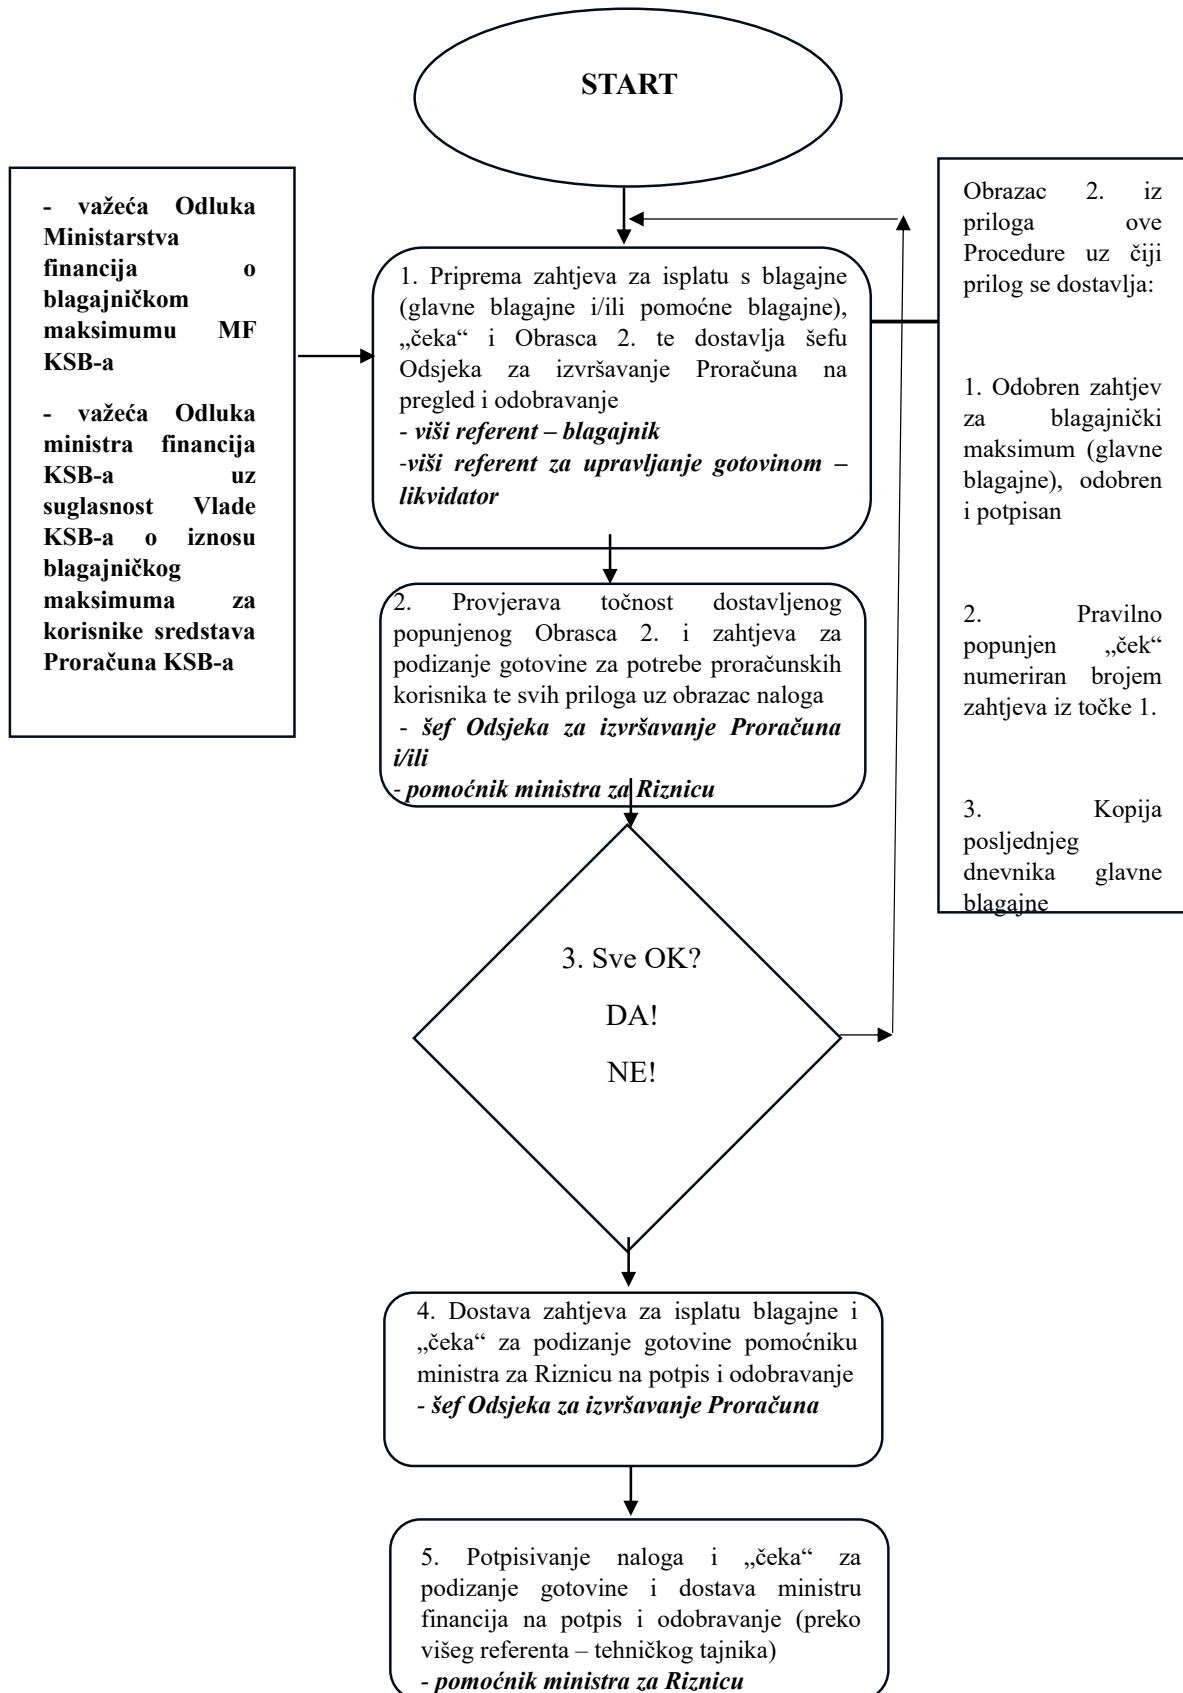 START
- važeća Odluka
Ministarstva
financija o
blagajničkom
maksimumu MF
KSB-a
- važeća Odluka
ministra financija
KSB-a uz
suglasnost Vlade
KSB-a o iznosu
blagajničkog
maksimuma za
korisnike sredstava
Proračuna KSB-a
1. Priprema zahtjeva za isplatu s blagajne
(glavne blagajne i/ili pomoćne blagajne),
„čeka“ i Obrasca 2. te dostavlja šefu
Odsjeka za izvršavanje Proračuna na
pregled i odobravanje
- viši referent – blagajnik
-viši referent za upravljanje gotovinom –
likvidator
Obrazac 2. iz
priloga ove
Procedure uz čiji
prilog se dostavlja:
1. Odobren zahtjev
za blagajnički
maksimum (glavne
blagajne), odobren
i potpisan
2. Pravilno
popunjen „ček“
numeriran brojem
zahtjeva iz točke 1.
3. Kopija
posljednjeg
dnevnika glavne
blagajne
2. Provjerava točnost dostavljenog
popunjenog Obrasca 2. i zahtjeva za
podizanje gotovine za potrebe proračunskih
korisnika te svih priloga uz obrazac naloga
- šef Odsjeka za izvršavanje Proračuna
i/ili
- pomoćnik ministra za Riznicu
3. Sve OK?
DA!
NE!
4. Dostava zahtjeva za isplatu blagajne i
„čeka“ za podizanje gotovine pomoćniku
ministra za Riznicu na potpis i odobravanje
- šef Odsjeka za izvršavanje Proračuna
5. Potpisivanje naloga i „čeka“ za
podizanje gotovine i dostava ministru
financija na potpis i odobravanje (preko
višeg referenta – tehničkog tajnika)
- pomoćnik ministra za Riznicu